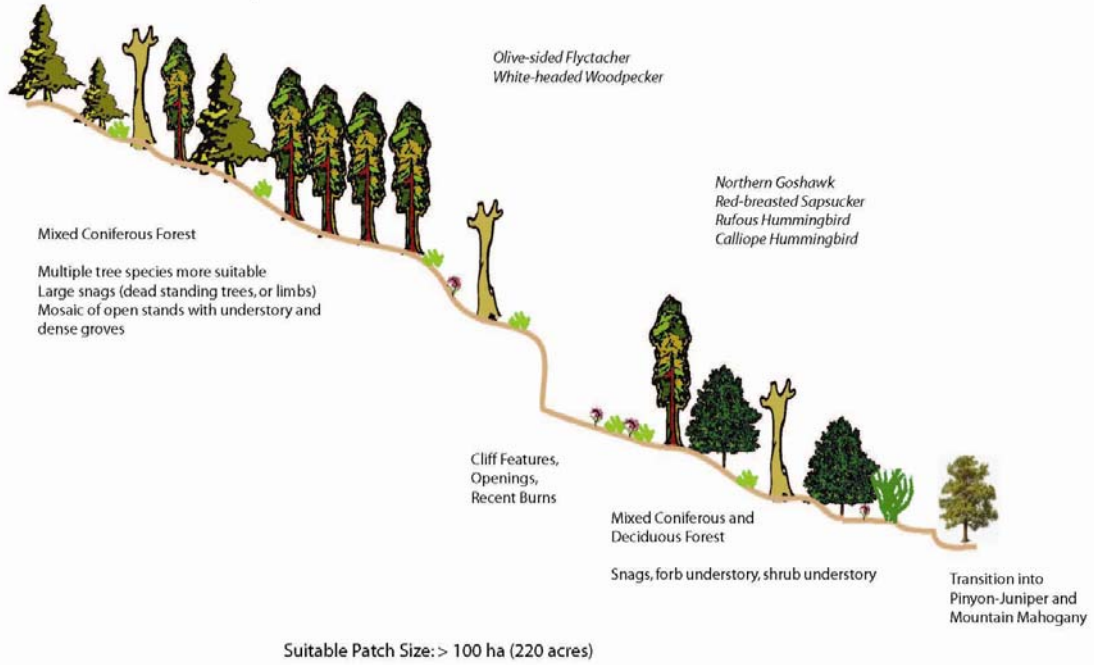 Olive-sided Flyctacher
White-headed Woodpecker
Northern Goshawk
Red-breasted Sapsucker
Rufous Hummingbird
Calliope Hummingbird
Mixed Coniferous Forest
Multiple tree species more suitable
Large snags (dead standing trees, or limbs)
Mosaic of open stands with understory and
dense groves
Cliff Features,
Openings,
Recent Burns
Mixed Coniferous and
Deciduous Forest
Snags, forb understory, shrub understory
Transition into
Pinyon-Juniper and
Mountain Mahogany
Suitable Patch Size: > 100 ha (220 acres)